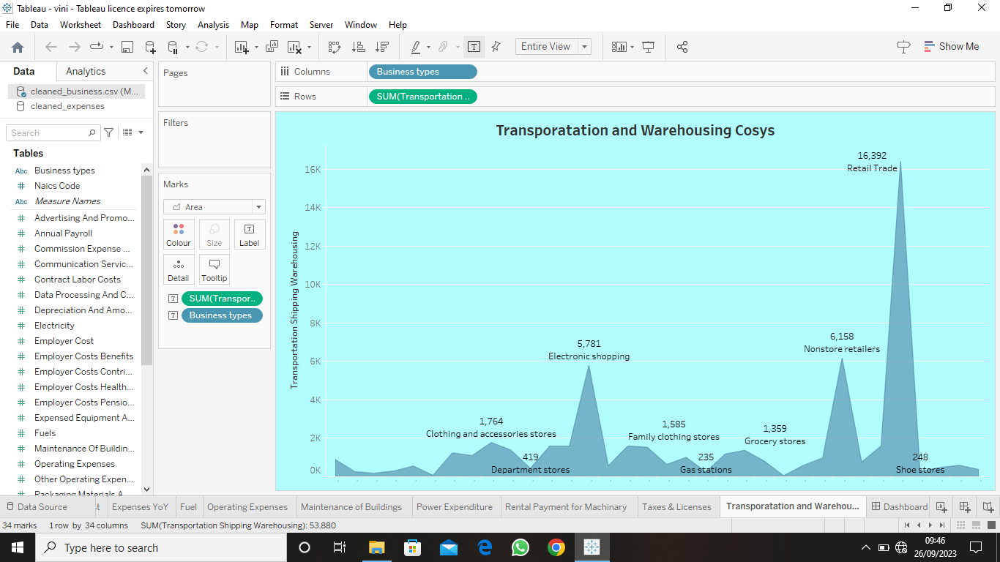 Tableau - vini - Tableau licence expires tomorrow
File Data Worksheet Dashboard Story Analysis Map Format Server Window Help
Entire View
Show Me
Data Analytics
cleaned_business.csv (M...
cleaned_expenses
Search
Tables
Abc Business types
# Naics Code
Abc Measure Names
# Advertising And Promo...
# Annual Payroll
# Commission Expense ...
# Communication Servic...
# Contract Labor Costs
# Data Processing And C...
# Depreciation And Amo...
# Electricity
# Employer Cost
# Employer Costs Benefits
# Employer Costs Contri...
# Employer Costs Health...
# Employer Costs Pensio...
# Expensed Equipment A...
# Fuels
# Maintenance Of Buildin...
# Operating Expenses
# Other Operating Expen...
# Packaging Materials A...
Pages
Filters
Marks
Area
Colour Size Label
Detail Tooltip
SUM(Transpor..
Business types
Columns Business types
Rows SUM(Transportation ..
Transporatation and Warehousing Cosys
Transportation Shipping Warehousing
16K
14K
12K
10K
8K
6K
4K
2K
0K
16,392
Retail Trade
6,158
Nonstore retailers
5,781
Electronic shopping
1,764
Clothing and accessories stores
1,585
Family clothing stores
1,359
Grocery stores
419
Department stores
235
Gas stations
248
Shoe stores
Data Source st Expenses YoY Fuel Operating Expenses Maintenance of Buildings Power Expenditure Rental Payment for Machinary Taxes & Licenses Transporatation and Warehou... Dashboard
34 marks 1 row by 34 columns SUM(Transportation Shipping Warehousing): 53,880
Type here to search
09:46
26/09/2023